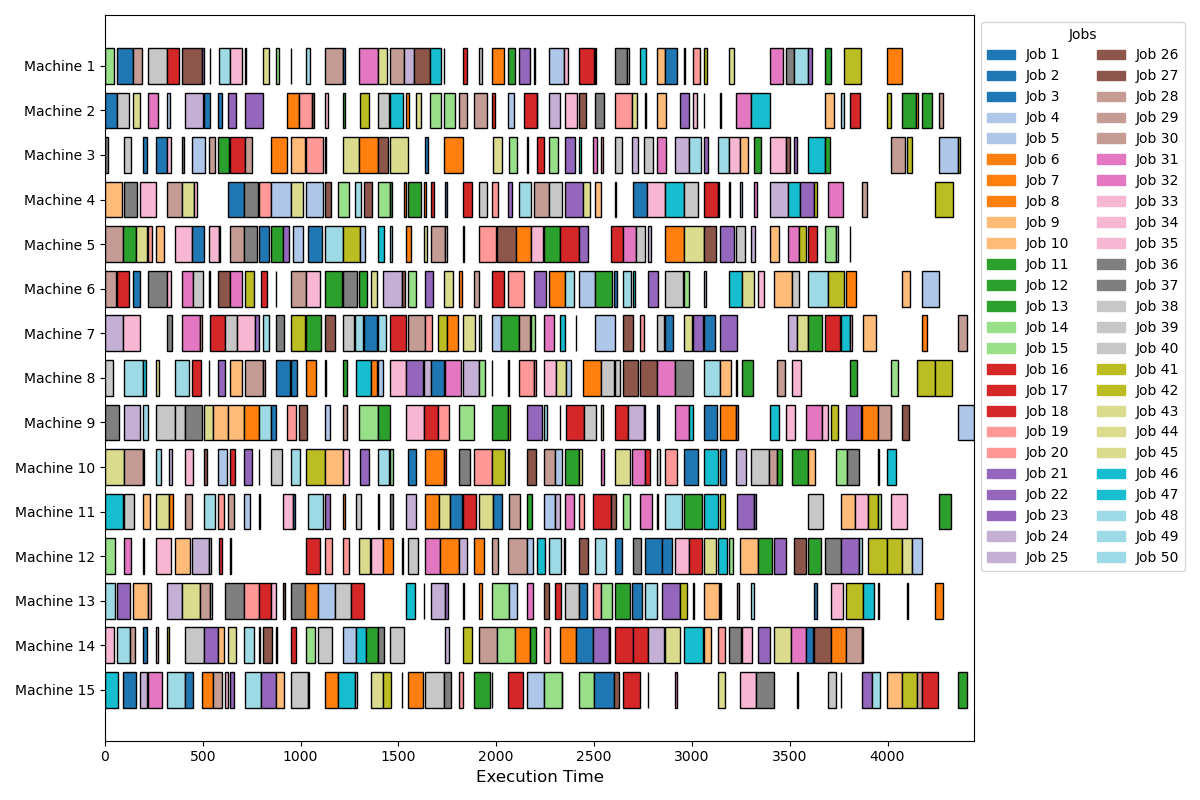 Machine 1
Machine 2
Machine 3
Machine 4
Machine 5
Machine 6
Machine 7
Machine 8
Machine 9
Machine 10
Machine 11
Machine 12
Machine 13
Machine 14
Machine 15
0 500 1000 1500 2000 2500 3000 3500 4000
Execution Time
Jobs
Job 1 Job 26
Job 2 Job 27
Job 3 Job 28
Job 4 Job 29
Job 5 Job 30
Job 6 Job 31
Job 7 Job 32
Job 8 Job 33
Job 9 Job 34
Job 10 Job 35
Job 11 Job 36
Job 12 Job 37
Job 13 Job 38
Job 14 Job 39
Job 15 Job 40
Job 16 Job 41
Job 17 Job 42
Job 18 Job 43
Job 19 Job 44
Job 20 Job 45
Job 21 Job 46
Job 22 Job 47
Job 23 Job 48
Job 24 Job 49
Job 25 Job 50